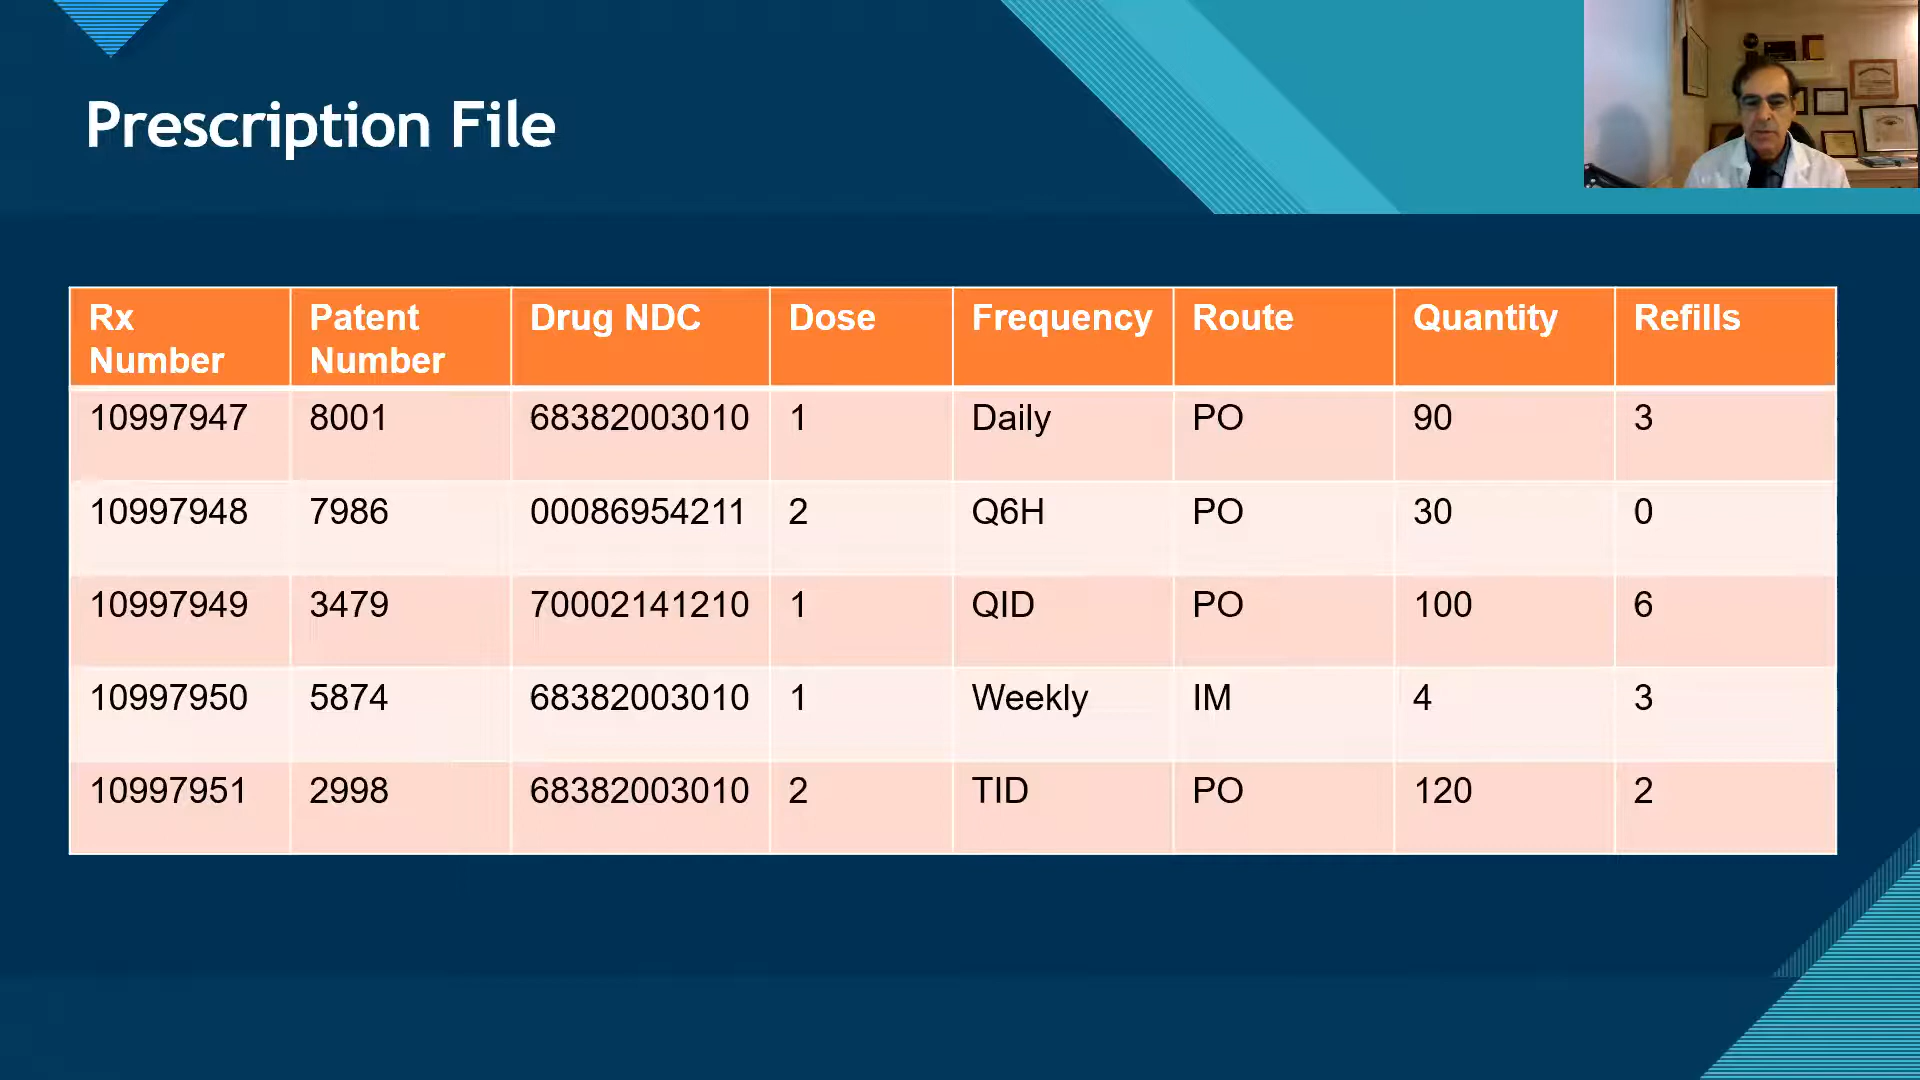 Prescription File
Rx Number Patent Number Drug NDC Dose Frequency Route Quantity Refills
10997947 8001 68382003010 1 Daily PO 90 3
10997948 7986 00086954211 2 Q6H PO 30 0
10997949 3479 70002141210 1 QID PO 100 6
10997950 5874 68382003010 1 Weekly IM 4 3
10997951 2998 68382003010 2 TID PO 120 2